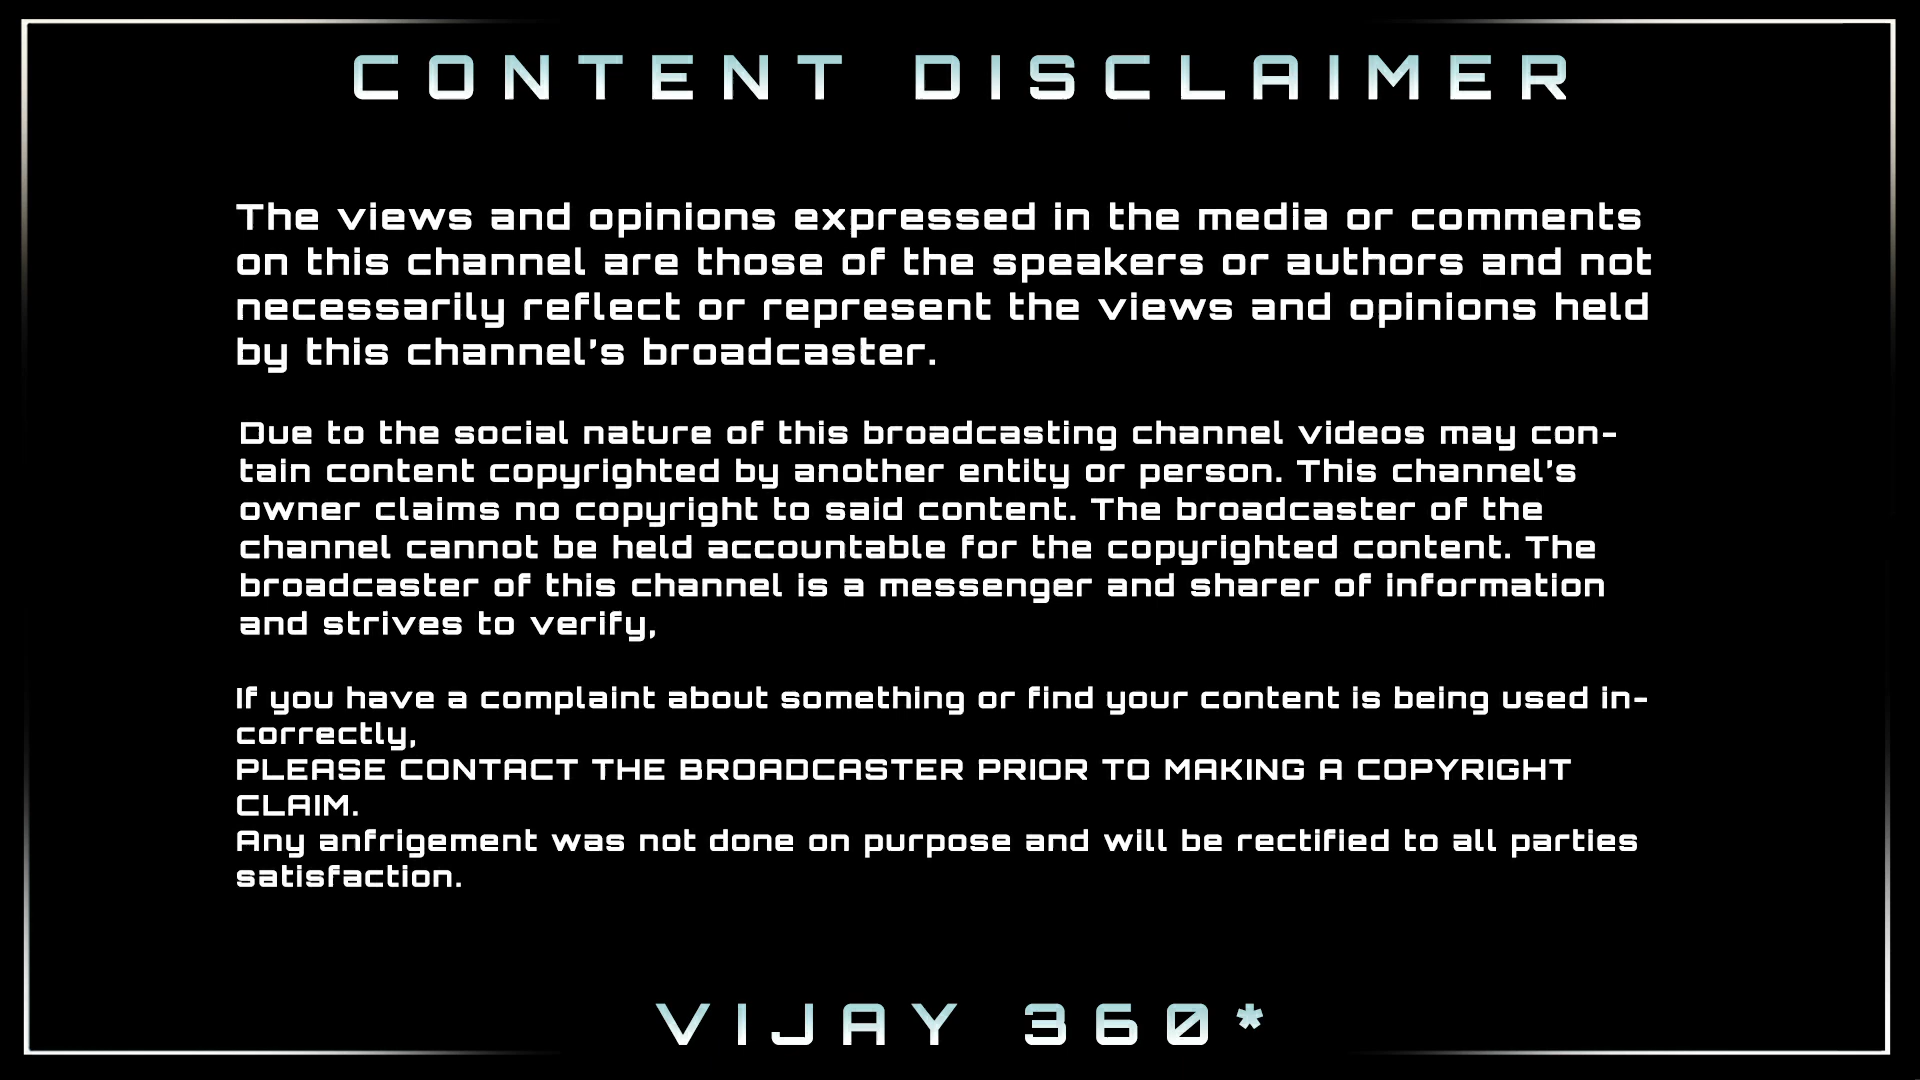 CONTENT DISCLAIMER
The views and opinions expressed in the media or comments
on this channel are those of the speakers or authors and not
necessarily reflect or represent the views and opinions held
by this channel's broadcaster.
Due to the social nature of this broadcasting channel videos may con-
tain content copyrighted by another entity or person. This channel's
owner claims no copyright to said content. The broadcaster of the
channel cannot be held accountable for the copyrighted content. The
broadcaster of this channel is a messenger and sharer of information
and strives to verify,
If you have a complaint about something or find your content is being used in-
correctly,
PLEASE CONTACT THE BROADCASTER PRIOR TO MAKING A COPYRIGHT
CLAIM.
Any anfrigement was not done on purpose and will be rectified to all parties
satisfaction.
VIJAY 360*